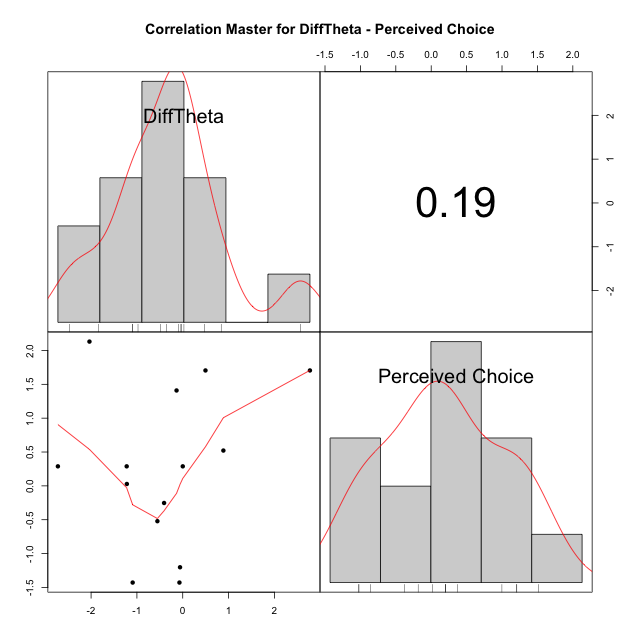 Correlation Master for DiffTheta - Perceived Choice
-1.5 -1.0 -0.5 0.0 0.5 1.0 1.5 2.0
DiffTheta
0.19
2
1
0
-1
-2
Perceived Choice
2.0
1.5
1.0
0.5
0.0
-0.5
-1.0
-1.5
-2 -1 0 1 2